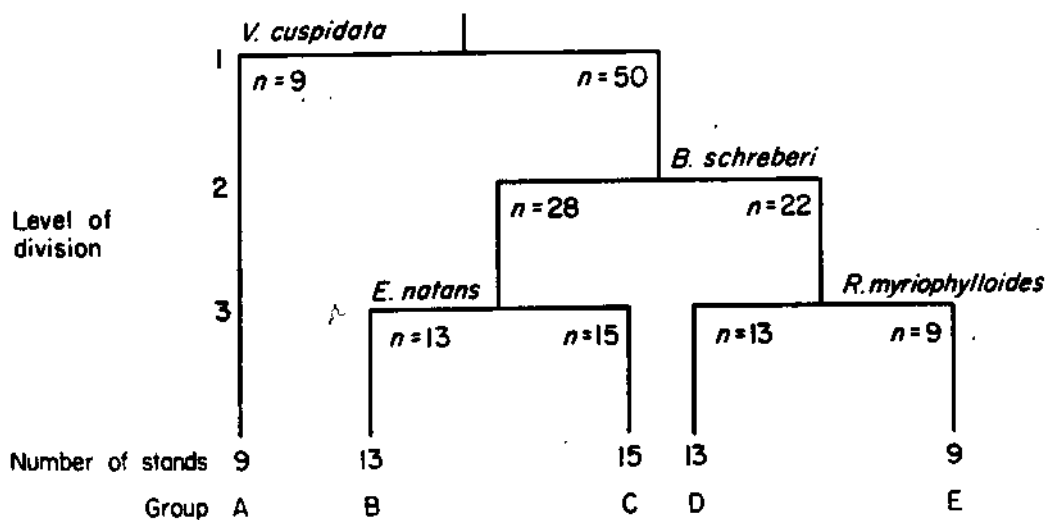 V. cuspidata
1
n = 9
n = 50
B. schreberi
2
n = 28
n = 22
Level of
division
E. natans
R. myriophylloides
3
n = 13
n = 15
n = 13
n = 9
Number of stands 9 13 15 13 9
Group A B C D E